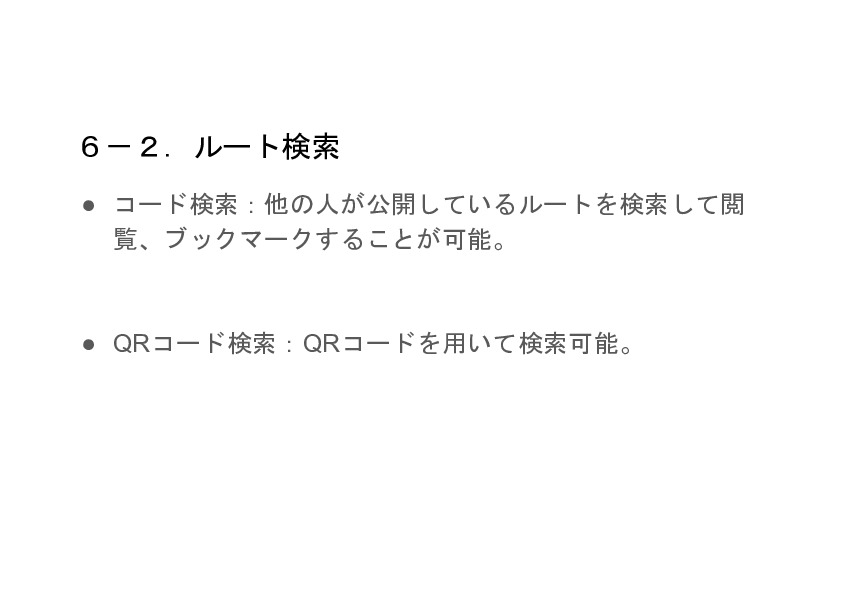 ６－２．ルート検索
● コード検索：他の人が公開しているルートを検索して閲
覧、ブックマークすることが可能。
● QRコード検索：QRコードを用いて検索可能。